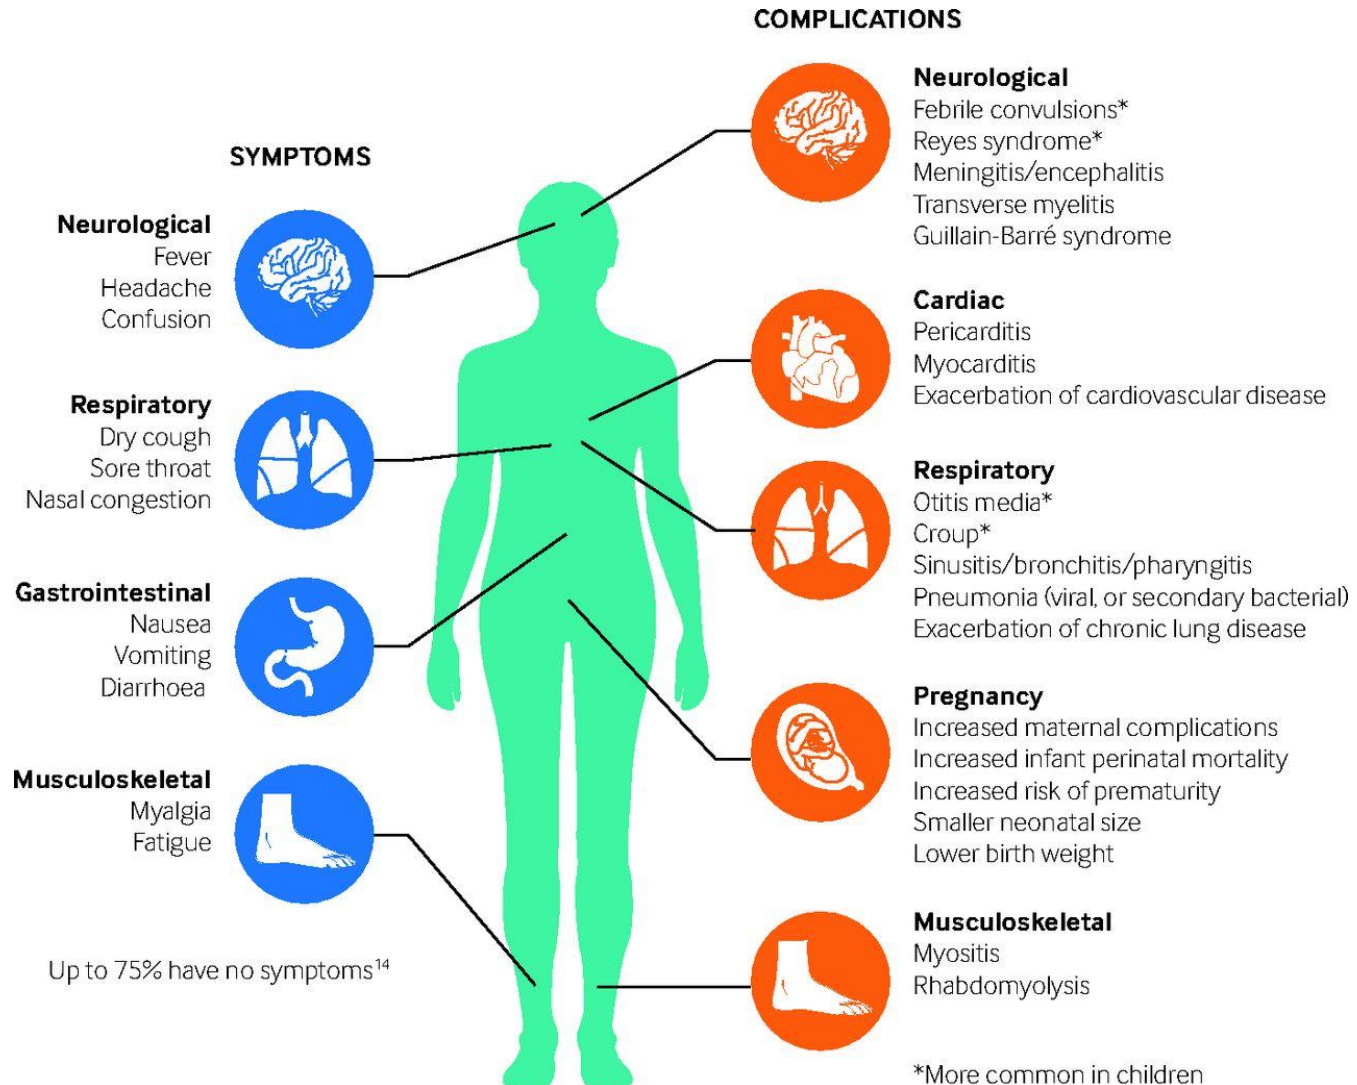 SYMPTOMS
Neurological
Fever
Headache
Confusion
Respiratory
Dry cough
Sore throat
Nasal congestion
Gastrointestinal
Nausea
Vomiting
Diarrhoea
Musculoskeletal
Myalgia
Fatigue
Up to 75% have no symptoms¹⁴
COMPLICATIONS
Neurological
Febrile convulsions*
Reyes syndrome*
Meningitis/encephalitis
Transverse myelitis
Guillain-Barré syndrome
Cardiac
Pericarditis
Myocarditis
Exacerbation of cardiovascular disease
Respiratory
Otitis media*
Croup*
Sinusitis/bronchitis/pharyngitis
Pneumonia (viral, or secondary bacterial)
Exacerbation of chronic lung disease
Pregnancy
Increased maternal complications
Increased infant perinatal mortality
Increased risk of prematurity
Smaller neonatal size
Lower birth weight
Musculoskeletal
Myositis
Rhabdomyolysis
*More common in children